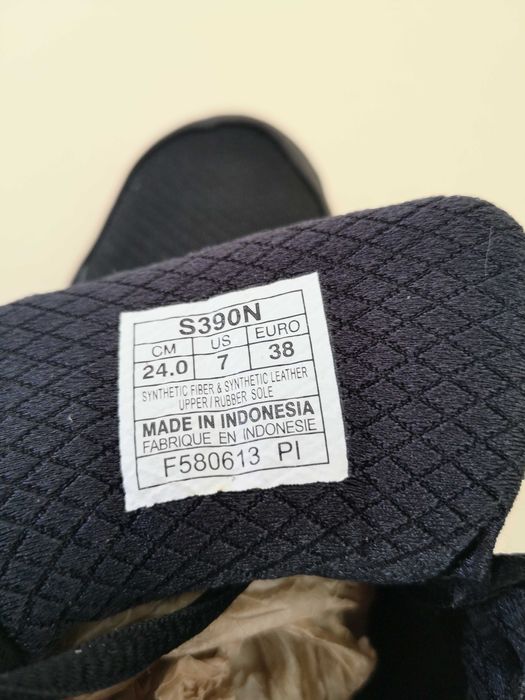 S390N
CM US EURO
24.0 7 38
SYNTHETIC FIBER & SYNTHETIC LEATHER
UPPER / RUBBER SOLE
MADE IN INDONESIA
FABRIQUE EN INDONESIE
F580613 PI